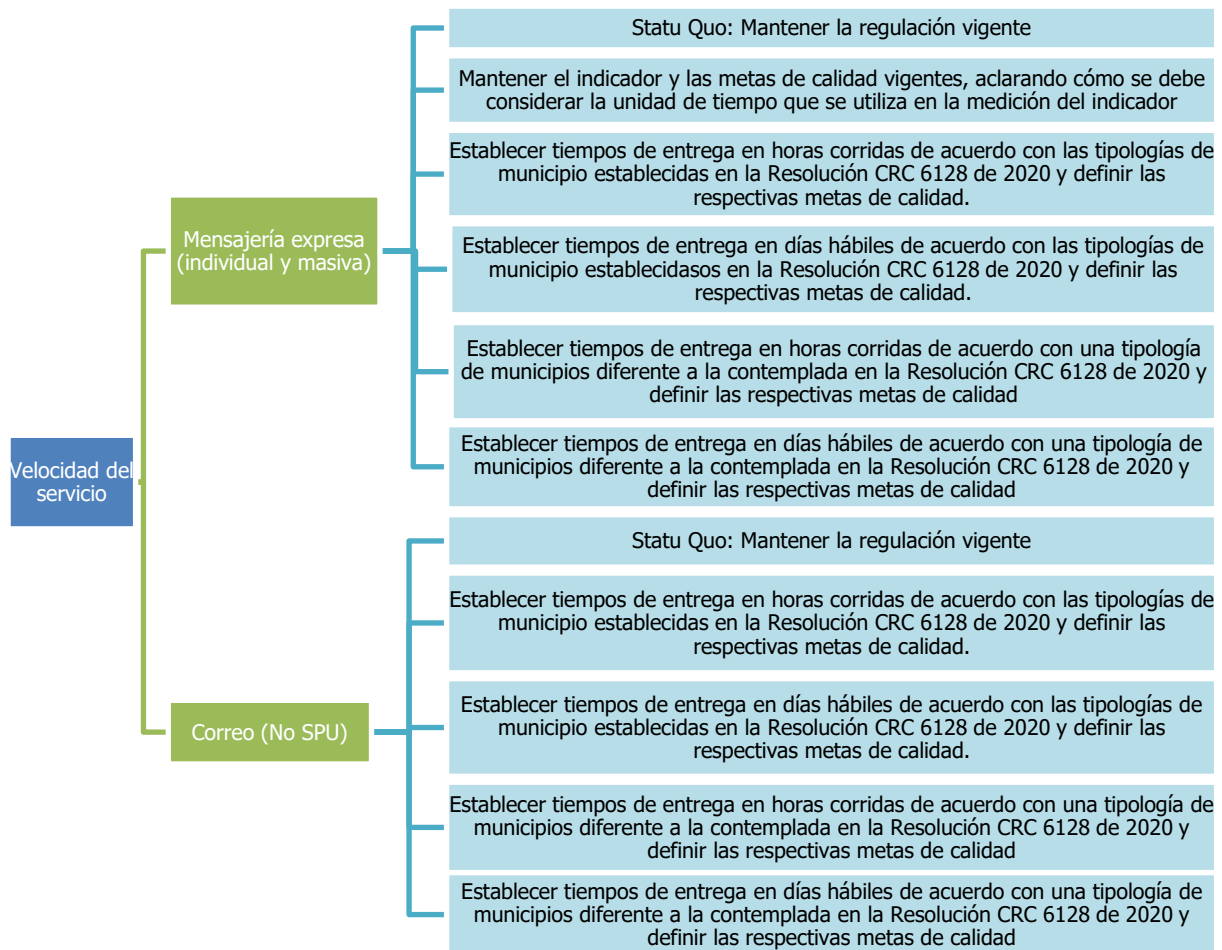 Velocidad del
servicio
Mensajería expresa
(individual y masiva)
Statu Quo: Mantener la regulación vigente
Mantener el indicador y las metas de calidad vigentes, aclarando cómo se debe
considerar la unidad de tiempo que se utiliza en la medición del indicador
Establecer tiempos de entrega en horas corridas de acuerdo con las tipologías de
municipio establecidas en la Resolución CRC 6128 de 2020 y definir las
respectivas metas de calidad.
Establecer tiempos de entrega en días hábiles de acuerdo con las tipologías de
municipio establecidasos en la Resolución CRC 6128 de 2020 y definir las
respectivas metas de calidad.
Establecer tiempos de entrega en horas corridas de acuerdo con una tipología
de municipios diferente a la contemplada en la Resolución CRC 6128 de 2020 y
definir las respectivas metas de calidad
Establecer tiempos de entrega en días hábiles de acuerdo con una tipología de
municipios diferente a la contemplada en la Resolución CRC 6128 de 2020 y
definir las respectivas metas de calidad
Correo (No SPU)
Statu Quo: Mantener la regulación vigente
Establecer tiempos de entrega en horas corridas de acuerdo con las tipologías de
municipio establecidas en la Resolución CRC 6128 de 2020 y definir las
respectivas metas de calidad.
Establecer tiempos de entrega en días hábiles de acuerdo con las tipologías de
municipio establecidas en la Resolución CRC 6128 de 2020 y definir las
respectivas metas de calidad.
Establecer tiempos de entrega en horas corridas de acuerdo con una tipología de
municipios diferente a la contemplada en la Resolución CRC 6128 de 2020 y
definir las respectivas metas de calidad
Establecer tiempos de entrega en días hábiles de acuerdo con una tipología de
municipios diferente a la contemplada en la Resolución CRC 6128 de 2020 y
definir las respectivas metas de calidad